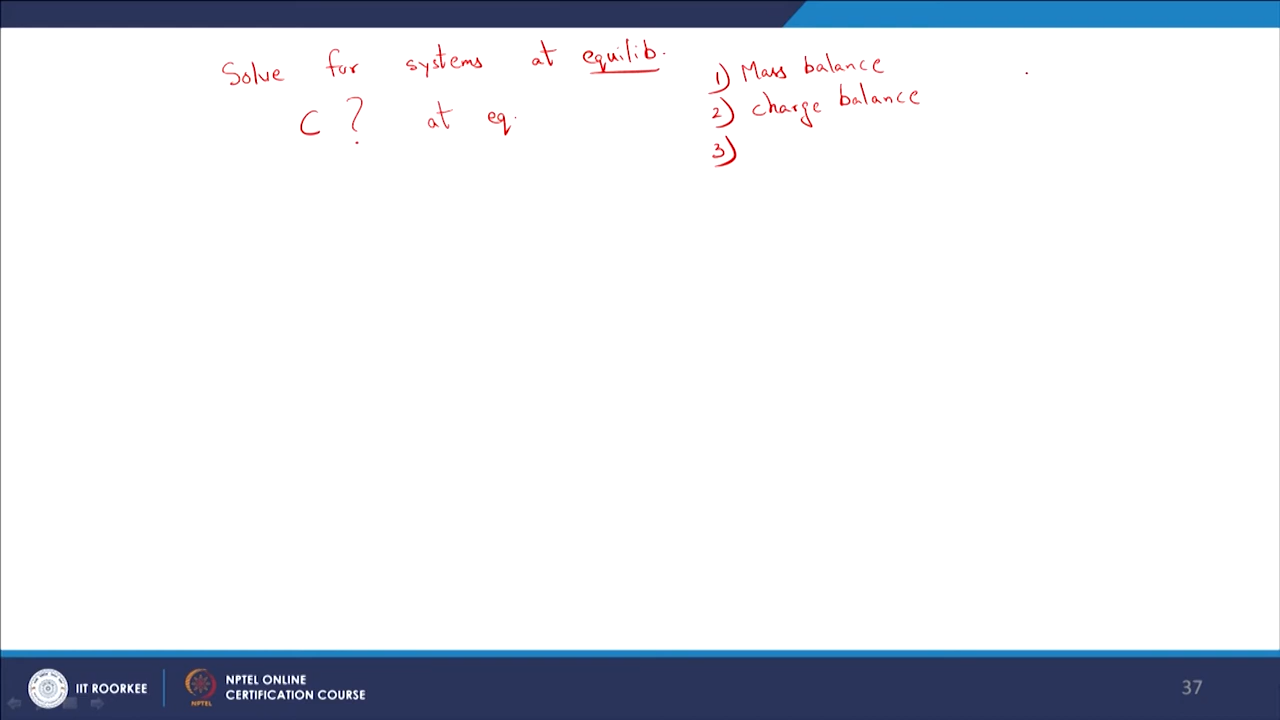 Solve for systems at equilib.
C ? at eq.
1) Mass balance
2) charge balance
3)
IIT ROORKEE
NPTEL ONLINE
CERTIFICATION COURSE
37